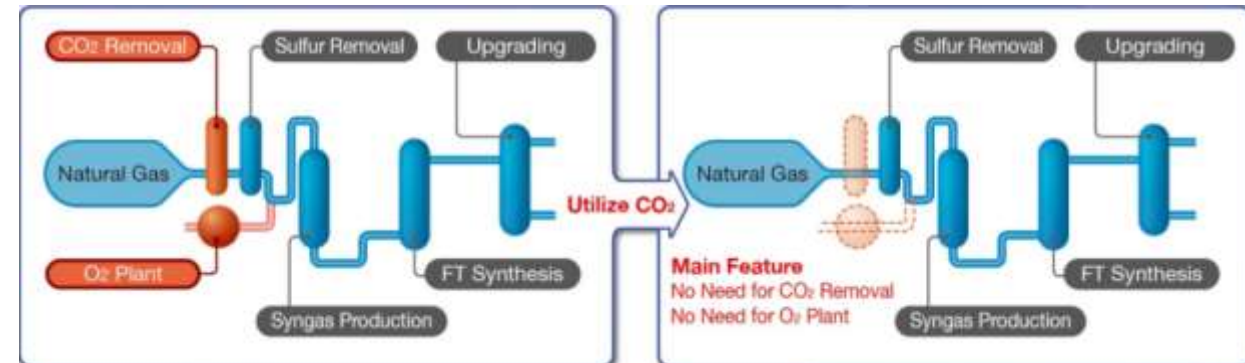 CO₂ Removal
Sulfur Removal
Upgrading
Natural Gas
O₂ Plant
FT Synthesis
Syngas Production
Utilize CO₂
Sulfur Removal
Upgrading
Natural Gas
Main Feature
No Need for CO₂ Removal
No Need for O₂ Plant
FT Synthesis
Syngas Production